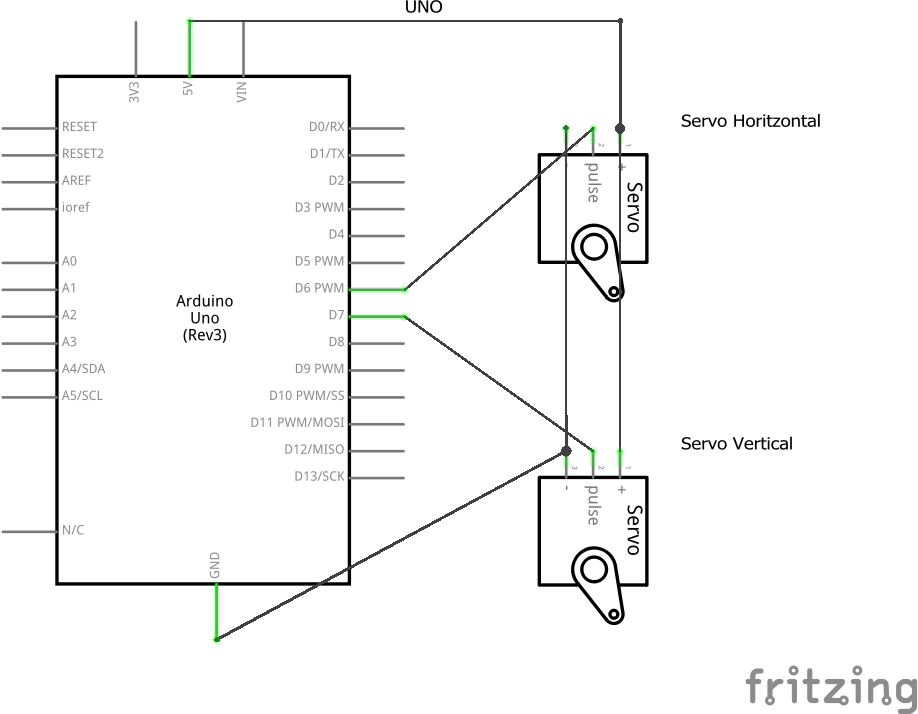 UNO
3V3
5V
VIN
RESET
RESET2
AREF
ioref
A0
A1
A2
A3
A4/SDA
A5/SCL
N/C
Arduino
Uno
(Rev3)
D0/RX
D1/TX
D2
D3 PWM
D4
D5 PWM
D6 PWM
D7
D8
D9 PWM
D10 PWM/SS
D11 PWM/MOSI
D12/MISO
D13/SCK
GND
Servo Horitzontal
2
1
pulse
+
Servo
Servo Vertical
3
2
1
-
pulse
+
Servo
fritzing